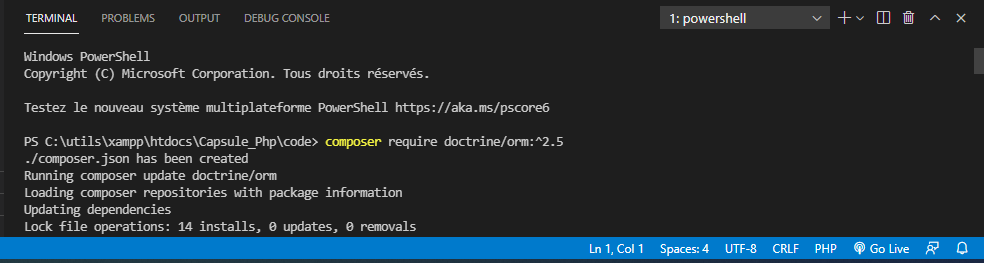 TERMINAL PROBLEMS OUTPUT DEBUG CONSOLE 1: powershell
Windows PowerShell
Copyright (C) Microsoft Corporation. Tous droits réservés.
Testez le nouveau système multiplateforme PowerShell https://aka.ms/pscore6
PS C:\utils\xampp\htdocs\Capsule_Php\code> composer require doctrine/orm:^2.5
./composer.json has been created
Running composer update doctrine/orm
Loading composer repositories with package information
Updating dependencies
Lock file operations: 14 installs, 0 updates, 0 removals
Ln 1, Col 1 Spaces: 4 UTF-8 CRLF PHP Go Live